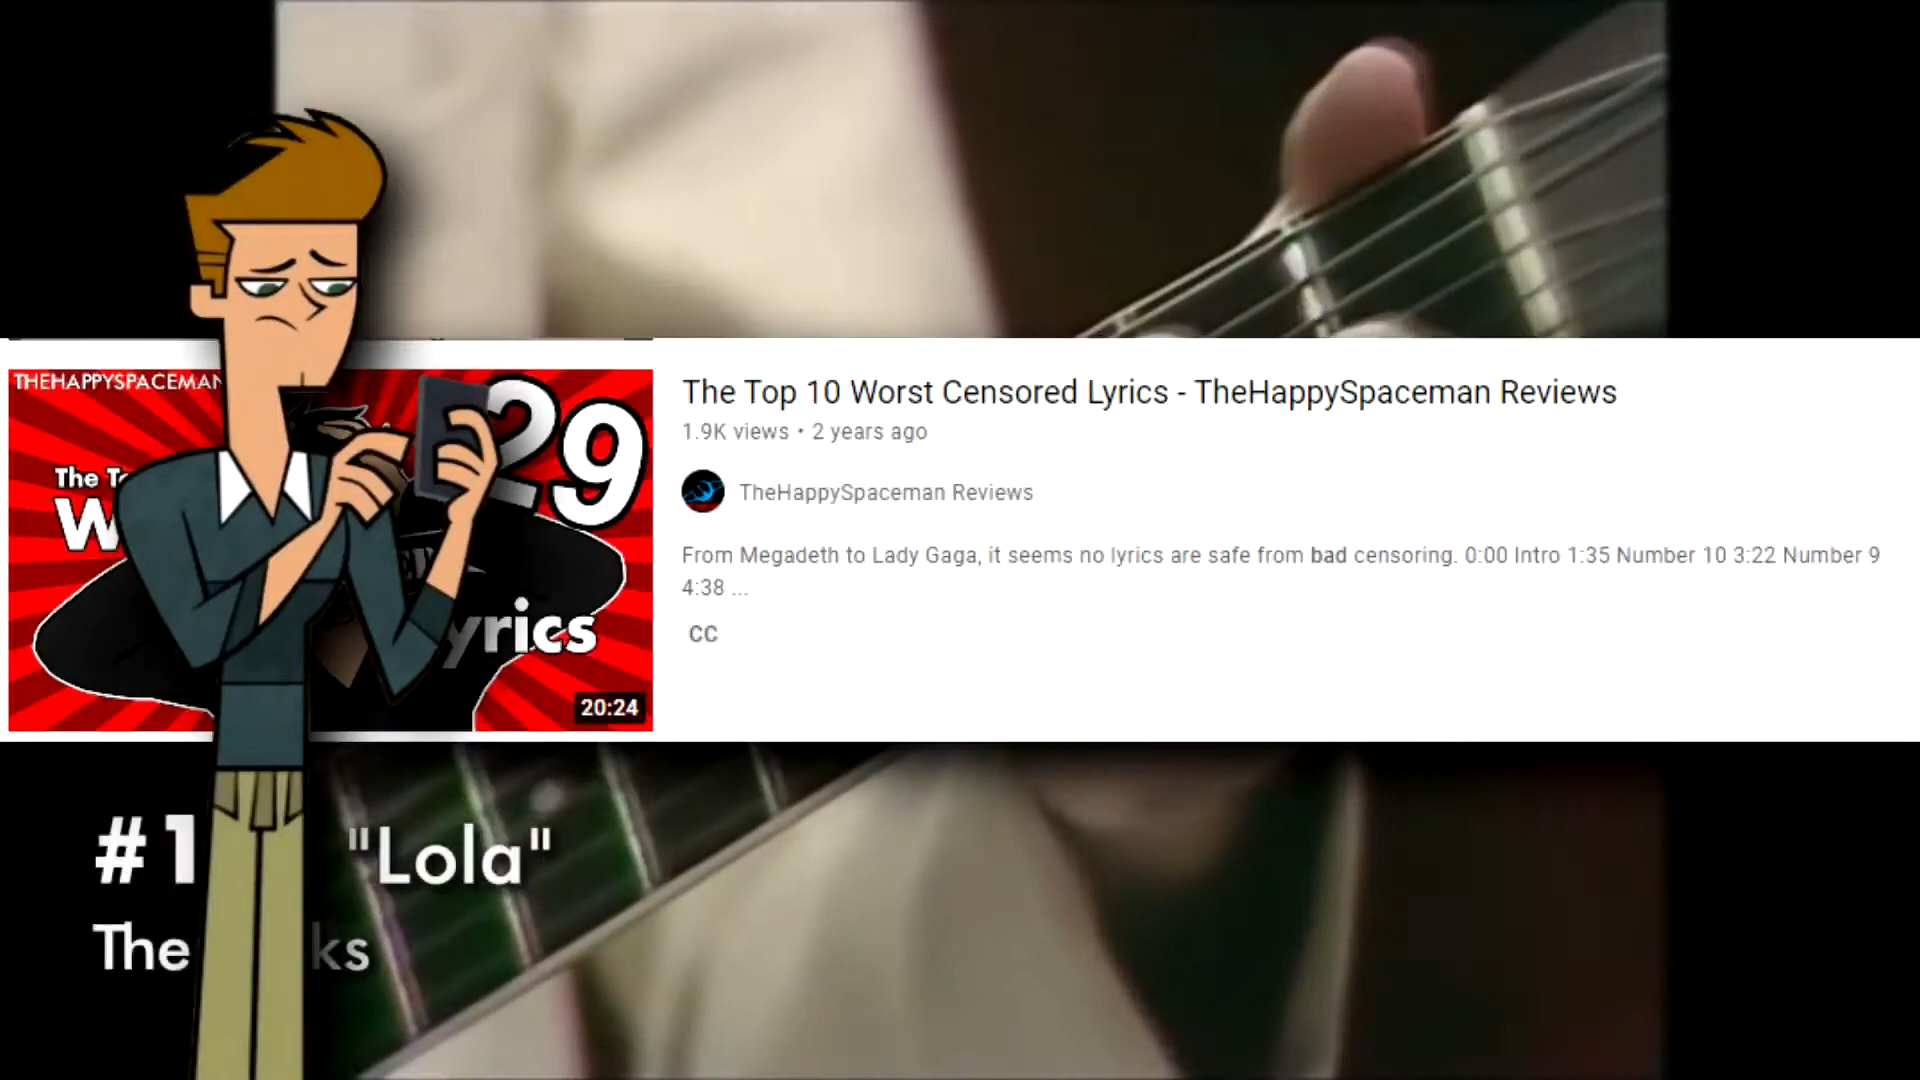 THEHAPPYSPACEMAN
29
The T
W
yrics
20:24
The Top 10 Worst Censored Lyrics - TheHappySpaceman Reviews
1.9K views • 2 years ago
TheHappySpaceman Reviews
From Megadeth to Lady Gaga, it seems no lyrics are safe from bad censoring. 0:00 Intro 1:35 Number 10 3:22 Number 9
4:38 ...
CC
#1 "Lola"
The ks